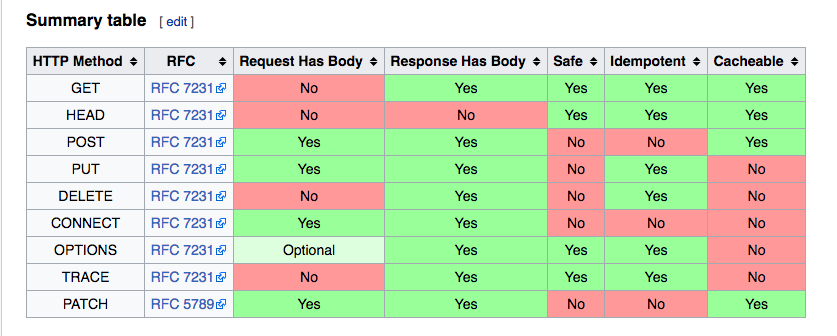 Summary table [ edit ]
HTTP Method RFC Request Has Body Response Has Body Safe Idempotent Cacheable
GET RFC 7231 No Yes Yes Yes Yes
HEAD RFC 7231 No No Yes Yes Yes
POST RFC 7231 Yes Yes No No Yes
PUT RFC 7231 Yes Yes No Yes No
DELETE RFC 7231 No Yes No Yes No
CONNECT RFC 7231 Yes Yes No No No
OPTIONS RFC 7231 Optional Yes Yes Yes No
TRACE RFC 7231 No Yes Yes Yes No
PATCH RFC 5789 Yes Yes No No Yes